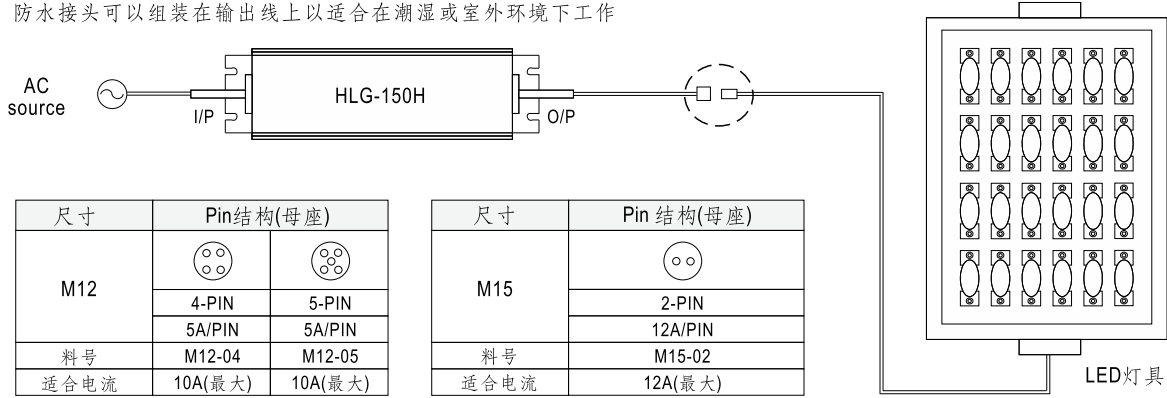 防水接头可以组装在输出线上以适合在潮湿或室外环境下工作
AC
source
I/P
HLG-150H
O/P
尺寸 Pin结构(母座)
M12
4-PIN 5-PIN
5A/PIN 5A/PIN
料号 M12-04 M12-05
适合电流 10A(最大) 10A(最大)
尺寸 Pin 结构(母座)
M15
2-PIN
12A/PIN
料号 M15-02
适合电流 12A(最大)
LED灯具